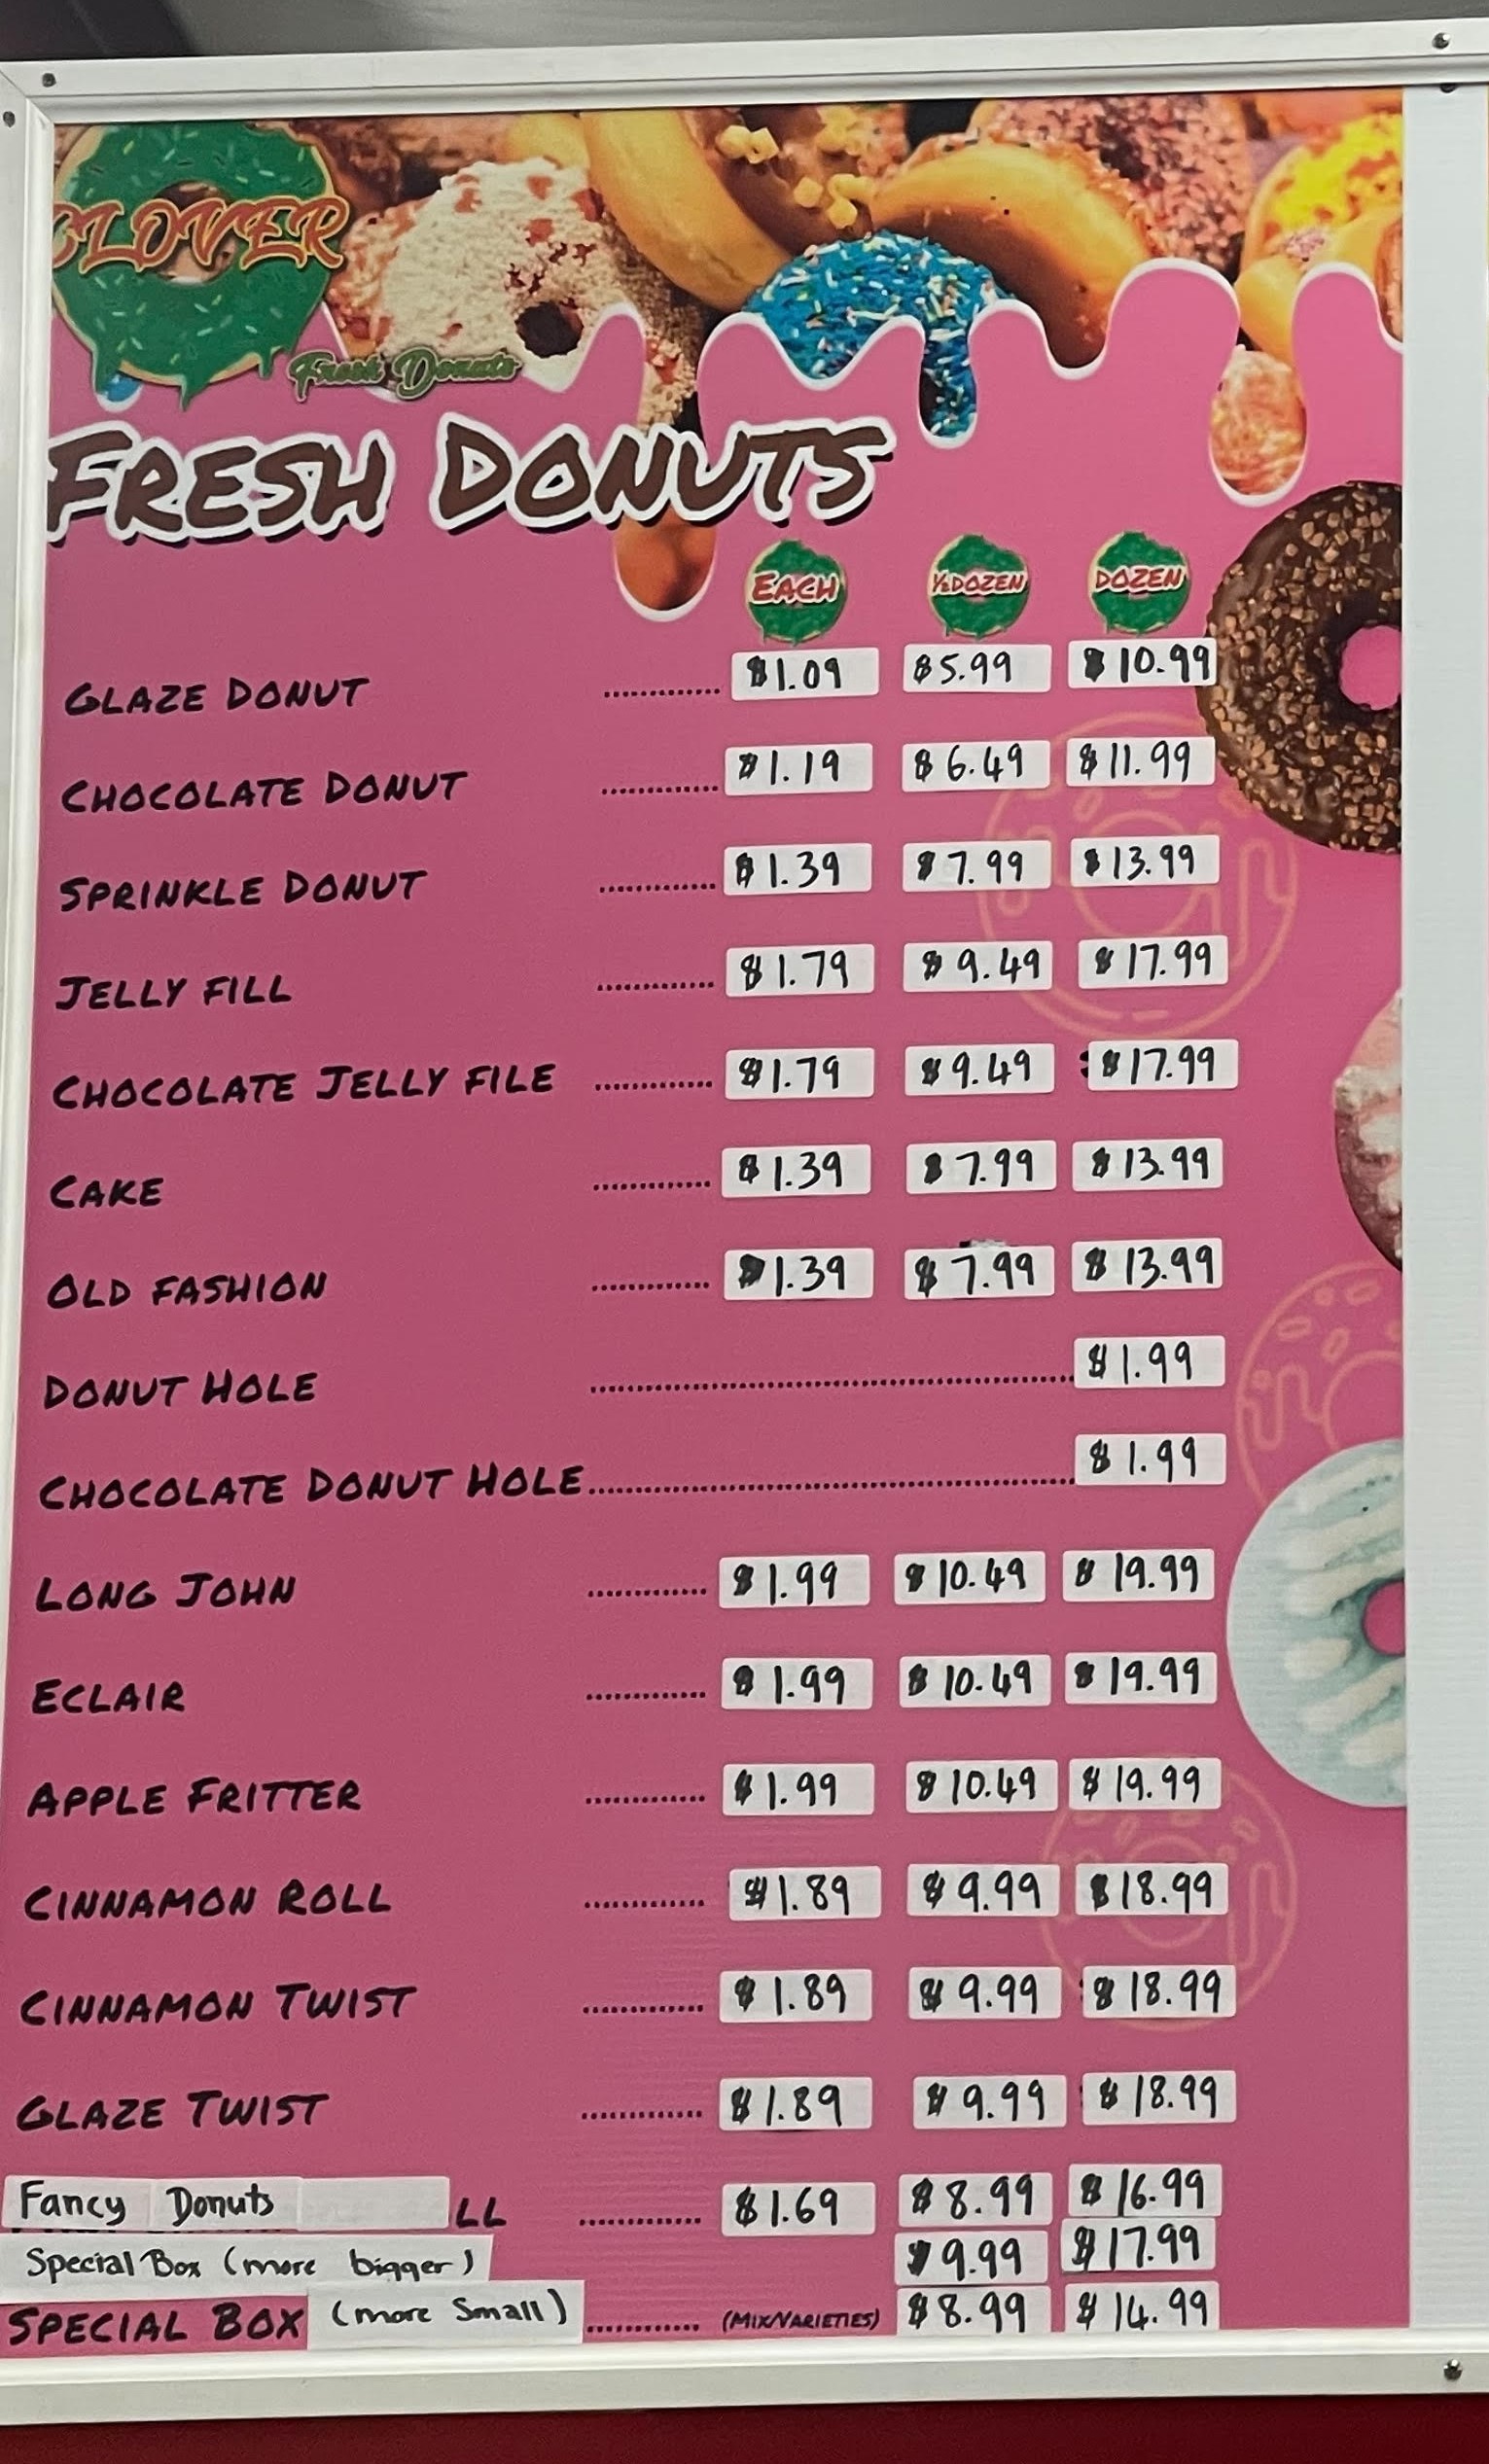 CLOVER
Fresh Donuts
FRESH DONUTS
EACH ½DOZEN DOZEN
GLAZE DONUT ............ $1.09 $5.99 $10.99
CHOCOLATE DONUT ............ $1.19 $6.49 $11.99
SPRINKLE DONUT ............ $1.39 $7.99 $13.99
JELLY FILL ............ $1.79 $9.49 $17.99
CHOCOLATE JELLY FILE ............ $1.79 $9.49 $17.99
CAKE ............ $1.39 $7.99 $13.99
OLD FASHION ............ $1.39 $7.99 $13.99
DONUT HOLE ............ $1.99
CHOCOLATE DONUT HOLE ............ $1.99
LONG JOHN ............ $1.99 $10.49 $19.99
ECLAIR ............ $1.99 $10.49 $19.99
APPLE FRITTER ............ $1.99 $10.49 $19.99
CINNAMON ROLL ............ $1.89 $9.99 $18.99
CINNAMON TWIST ............ $1.89 $9.99 $18.99
GLAZE TWIST ............ $1.89 $9.99 $18.99
Fancy Donuts LL ............ $1.69 $8.99 $16.99
Special Box (more bigger) $9.99 $17.99
SPECIAL BOX (more Small) ............ (MIX/VARIETIES) $8.99 $14.99